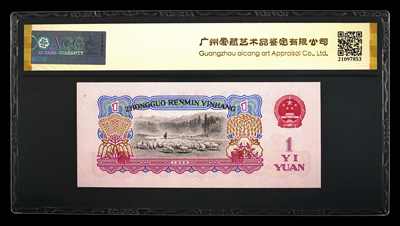 ACG
广州爱藏艺术品鉴定有限公司
Guangzhou aicang art Appraisal Co., Ltd.
21097853
ZHONGGUO RENMIN YINHANG
1
1
1
YI
YUAN